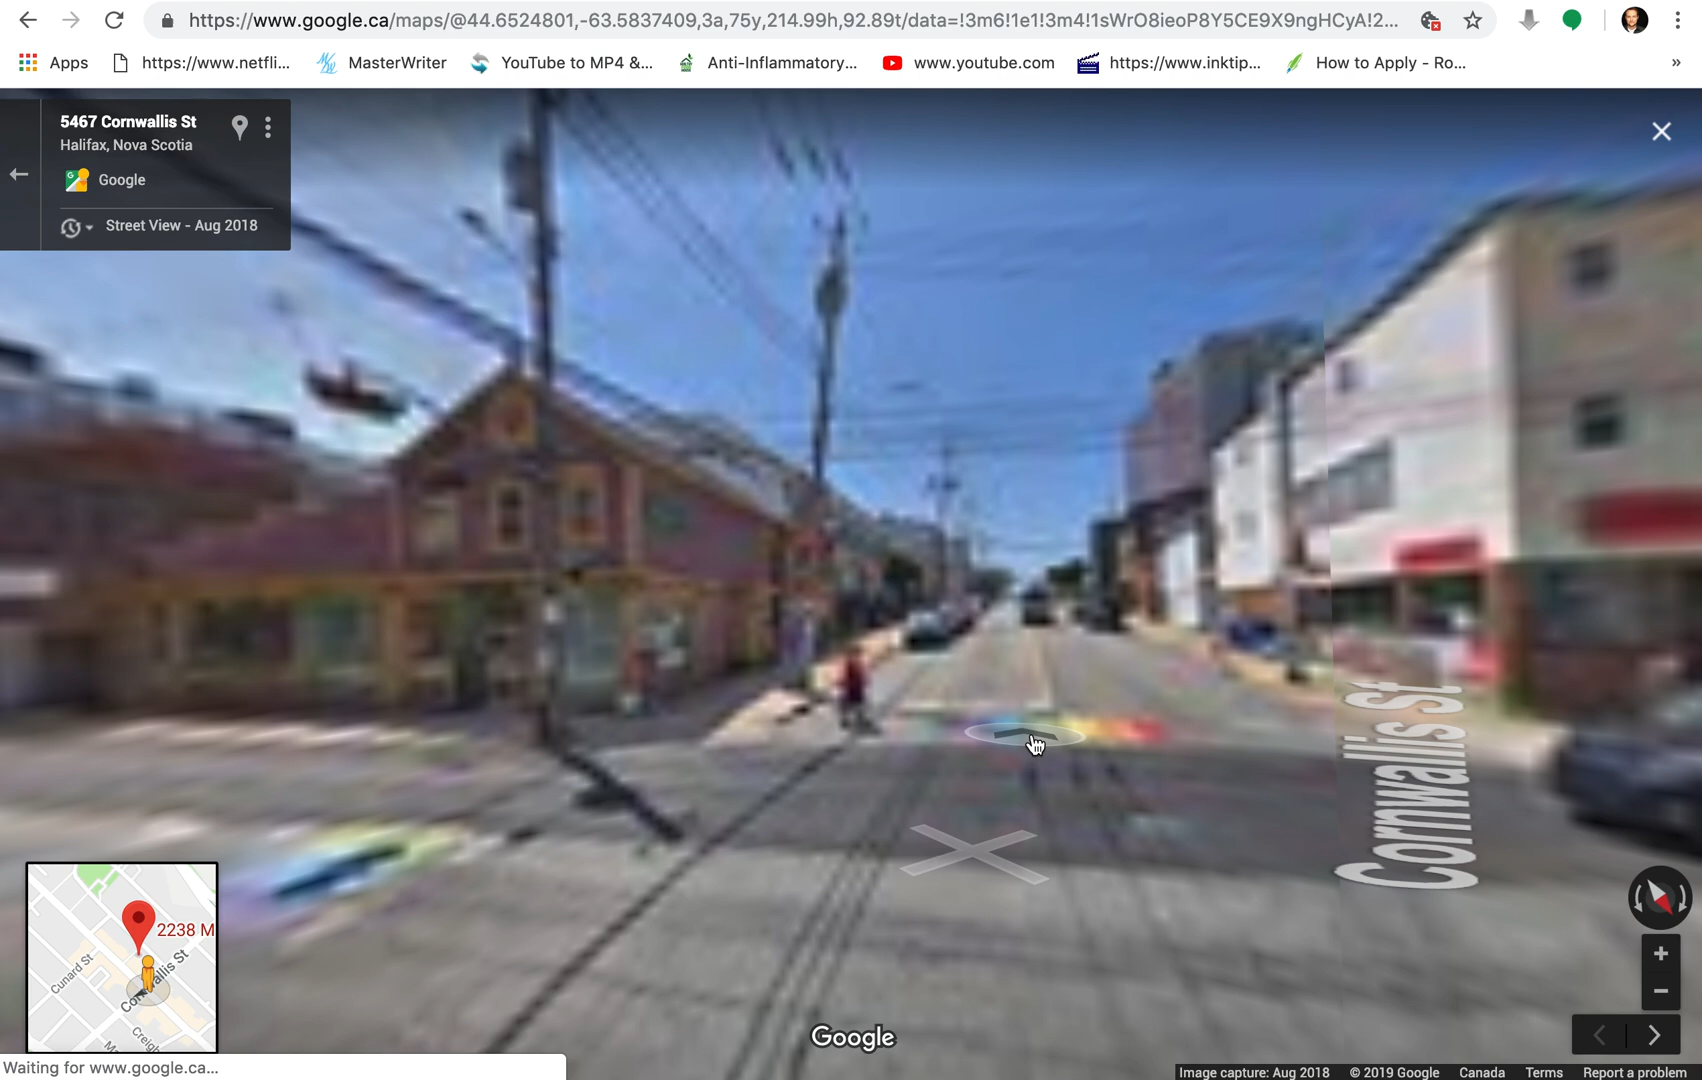 https://www.google.ca/maps/@44.6524801,-63.5837409,3a,75y,214.99h,92.89t/data=!3m6!1e1!3m4!1sWrO8ieoP8Y5CE9X9ngHCyA!2...
Apps https://www.netfli... MasterWriter YouTube to MP4 &... Anti-Inflammatory... www.youtube.com https://www.inktip... How to Apply - Ro... »
5467 Cornwallis St
Halifax, Nova Scotia
Google
Street View - Aug 2018
Cornwallis St
2238 M
Cunard St
Cornwallis St
Creigh
Google
Waiting for www.google.ca...
Image capture: Aug 2018 © 2019 Google Canada Terms Report a problem